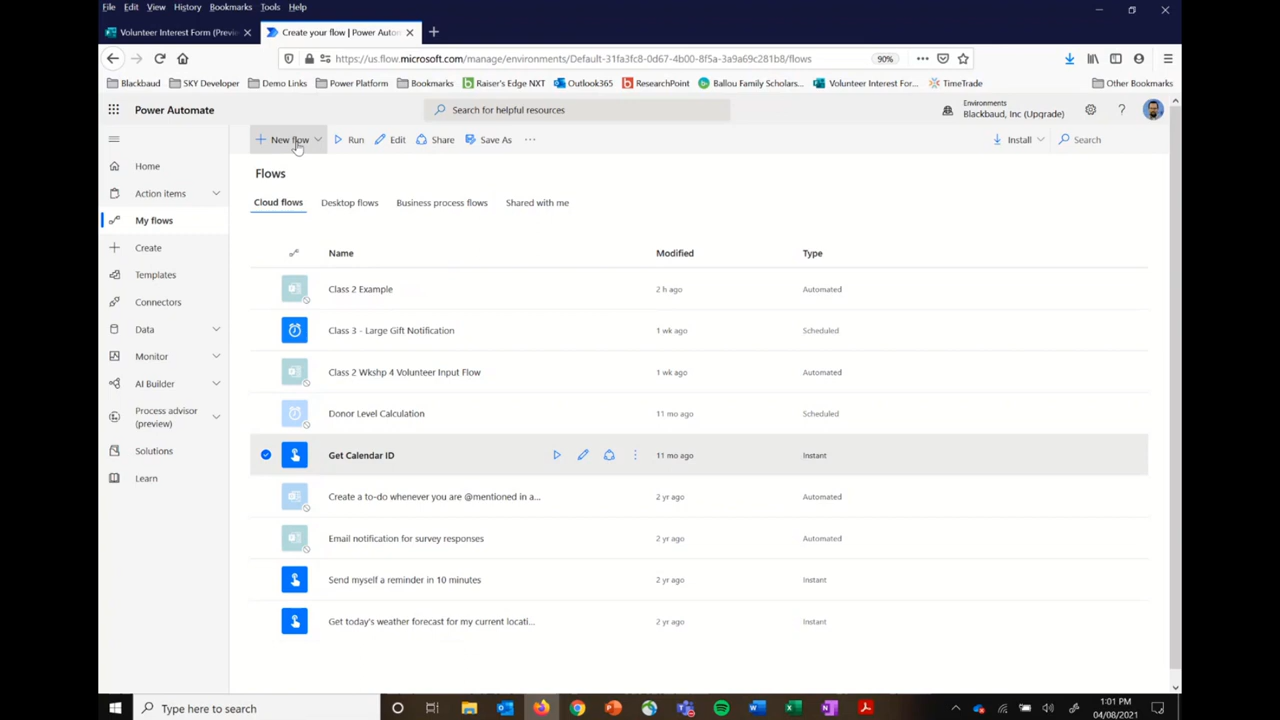 File Edit View History Bookmarks Tools Help
Volunteer Interest Form (Previ
Create your flow | Power Auto
https://us.flow.microsoft.com/manage/environments/Default-31fa3fc8-0d67-4b00-8f5a-3a9a69c281b8/flows
90%
Blackbaud SKY Developer Demo Links Power Platform Bookmarks Raiser's Edge NXT Outlook365 ResearchPoint Ballou Family Scholars... Volunteer Interest For... TimeTrade Other Bookmarks
Power Automate
Search for helpful resources
Environments
Blackbaud, Inc (Upgrade)
New flow Run Edit Share Save As Install Search
Home
Action items
My flows
Create
Templates
Connectors
Data
Monitor
AI Builder
Process advisor
(preview)
Solutions
Learn
Flows
Cloud flows Desktop flows Business process flows Shared with me
Name Modified Type
Class 2 Example 2 h ago Automated
Class 3 - Large Gift Notification 1 wk ago Scheduled
Class 2 Wkshp 4 Volunteer Input Flow 1 wk ago Automated
Donor Level Calculation 11 mo ago Scheduled
Get Calendar ID 11 mo ago Instant
Create a to-do whenever you are @mentioned in a... 2 yr ago Automated
Email notification for survey responses 2 yr ago Automated
Send myself a reminder in 10 minutes 2 yr ago Instant
Get today's weather forecast for my current locati... 2 yr ago Instant
Type here to search
1:01 PM
04/08/2021